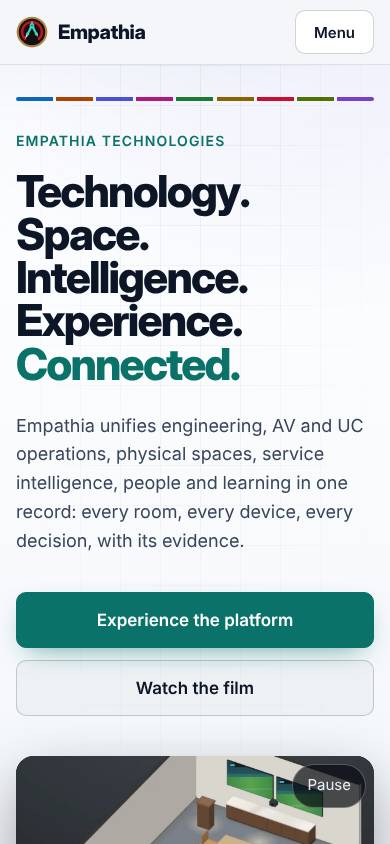 Empathia
Menu
EMPATHIA TECHNOLOGIES
Technology.
Space.
Intelligence.
Experience.
Connected.
Empathia unifies engineering, AV and UC
operations, physical spaces, service
intelligence, people and learning in one
record: every room, every device, every
decision, with its evidence.
Experience the platform
Watch the film
Pause